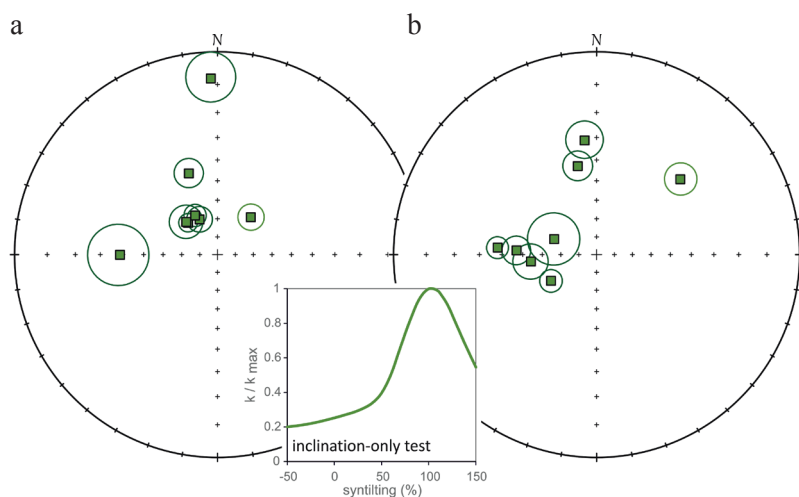 a
b
N
N
1
0.8
0.6
0.4
0.2
0
k / k max
inclination-only test
-50 0 50 100 150
syntilting (%)